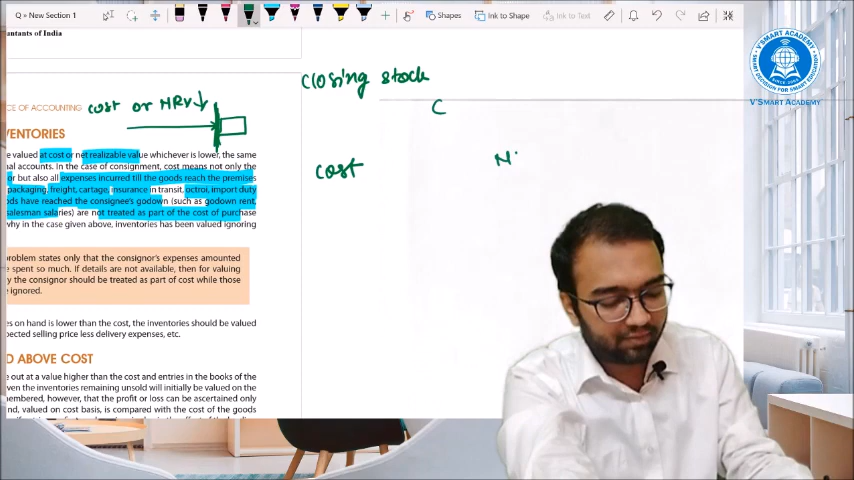 Q » New Section 1
Shapes
Ink to Shape
Ink to Text
untants of India
closing stock
V'SMART ACADEMY
SMART DECISION FOR SMART EDUCATION
V'SMART ACADEMY
CE OF ACCOUNTING
cost or NRV↓
C
VENTORIES
e valued at cost or net realizable value whichever is lower, the same
al accounts. In the case of consignment, cost means not only the
or but also all expenses incurred till the goods reach the premises
packaging, freight, cartage, insurance in transit, octroi, import duty
ods have reached the consignee's godown (such as godown rent,
salesman salaries) are not treated as part of the cost of purchase
why in the case given above, inventories has been valued ignoring
cost
N
problem states only that the consignor's expenses amounted
e spent so much. If details are not available, then for valuing
y the consignor should be treated as part of cost while those
e ignored.
es on hand is lower than the cost, the inventories should be valued
pected selling price less delivery expenses, etc.
D ABOVE COST
e out at a value higher than the cost and entries in the books of the
ven the inventories remaining unsold will initially be valued on the
membered, however, that the profit or loss can be ascertained only
nd, valued on cost basis, is compared with the cost of the goods